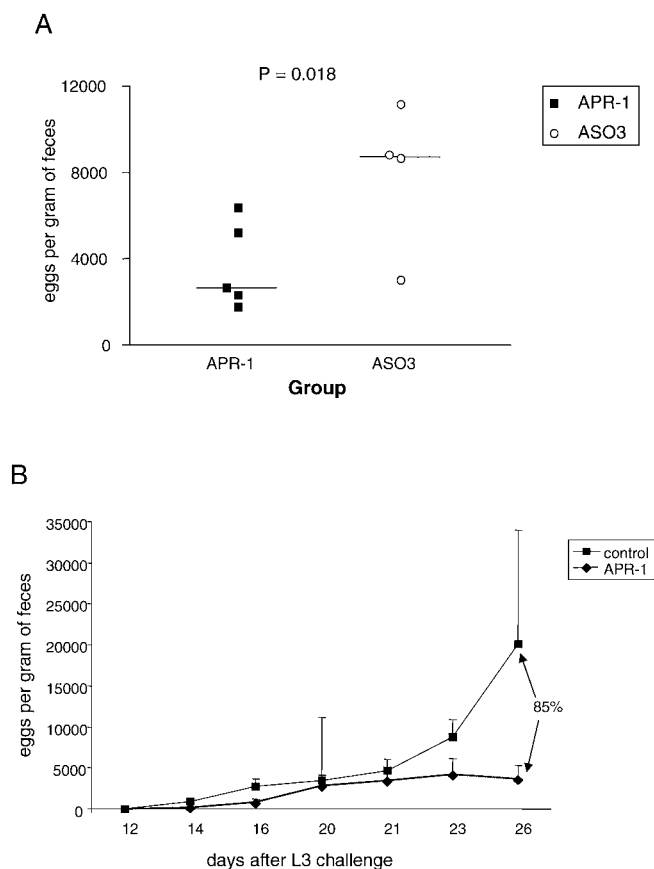 A
P = 0.018
12000
8000
4000
0
eggs per gram of feces
APR-1
ASO3
APR-1
ASO3
Group
B
35000
30000
25000
20000
15000
10000
5000
0
eggs per gram of feces
control
APR-1
85%
12 14 16 20 21 23 26
days after L3 challenge